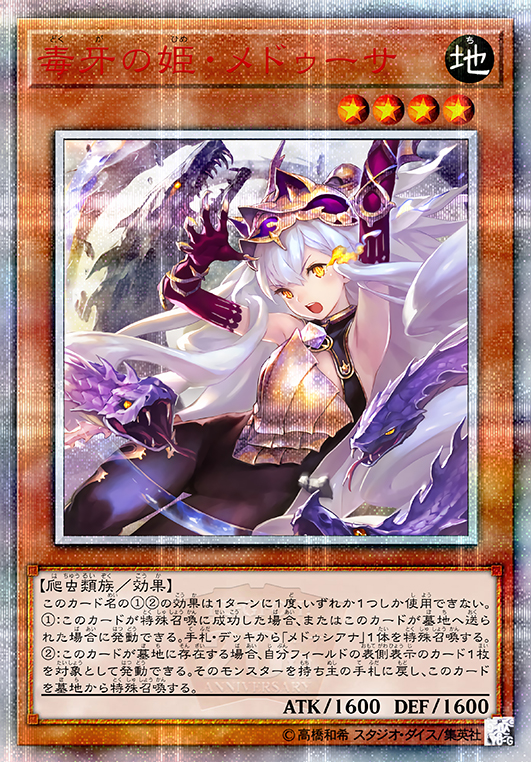 毒牙の姫 メドゥーサ
地
【爬虫類族／効果】
このカード名の①②の効果は1ターンに1度、いずれか1つしか使用できない。
①:このカードが特殊召喚に成功した場合、またはこのカードが墓地へ送ら
れた場合に発動できる。手札・デッキから「メドゥシアナ」1体を特殊召喚する。
②:このカードが墓地に存在する場合、自分フィールドの表側表示のカード1枚
を対象として発動できる。そのモンスターを持ち主の手札に戻し、このカード
を墓地から特殊召喚する。
ATK/1600 DEF/1600
©高橋和希 スタジオ・ダイス/集英社